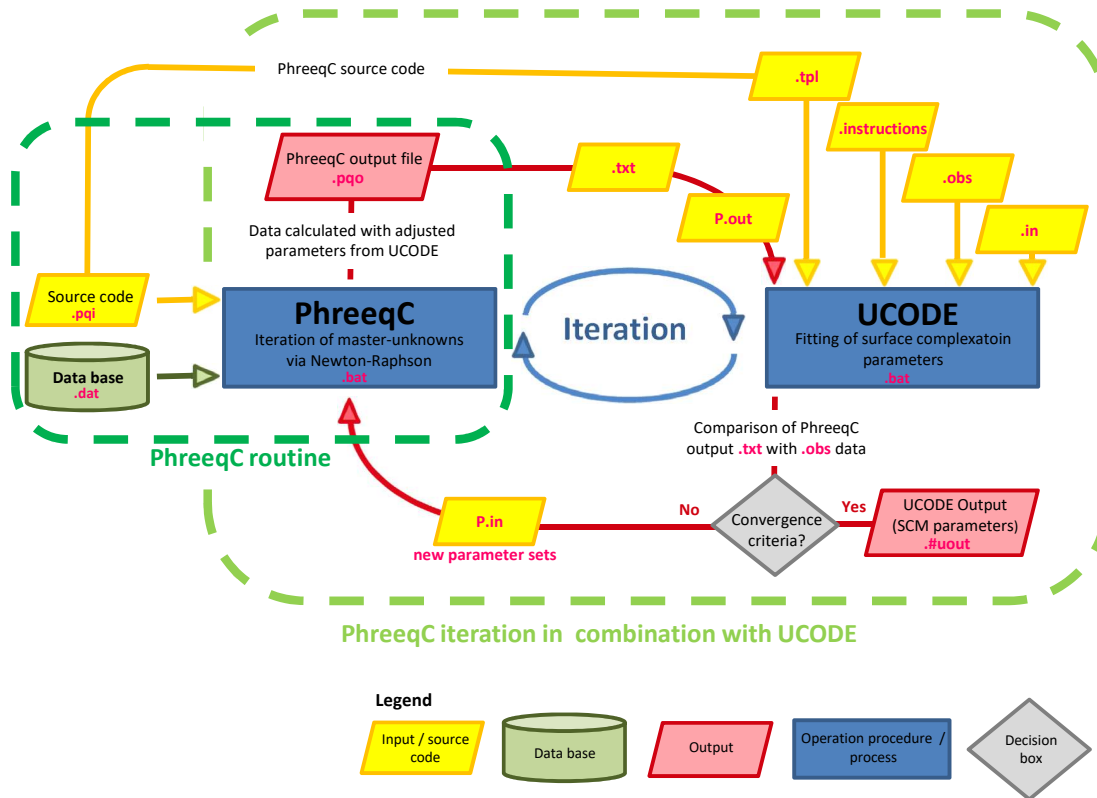 PhreeqC source code
.tpl
.instructions
.obs
.in
PhreeqC output file
.pqo
.txt
P.out
Data calculated with adjusted
parameters from UCODE
Source code
.pqi
Data base
.dat
PhreeqC
Iteration of master-unknowns
via Newton-Raphson
.bat
Iteration
UCODE
Fitting of surface complexatoin
parameters
.bat
PhreeqC routine
Comparison of PhreeqC
output .txt with .obs data
No
Convergence
criteria?
Yes
UCODE Output
(SCM parameters)
.#uout
P.in
new parameter sets
PhreeqC iteration in combination with UCODE
Legend
Input / source
code
Data base
Output
Operation procedure /
process
Decision
box